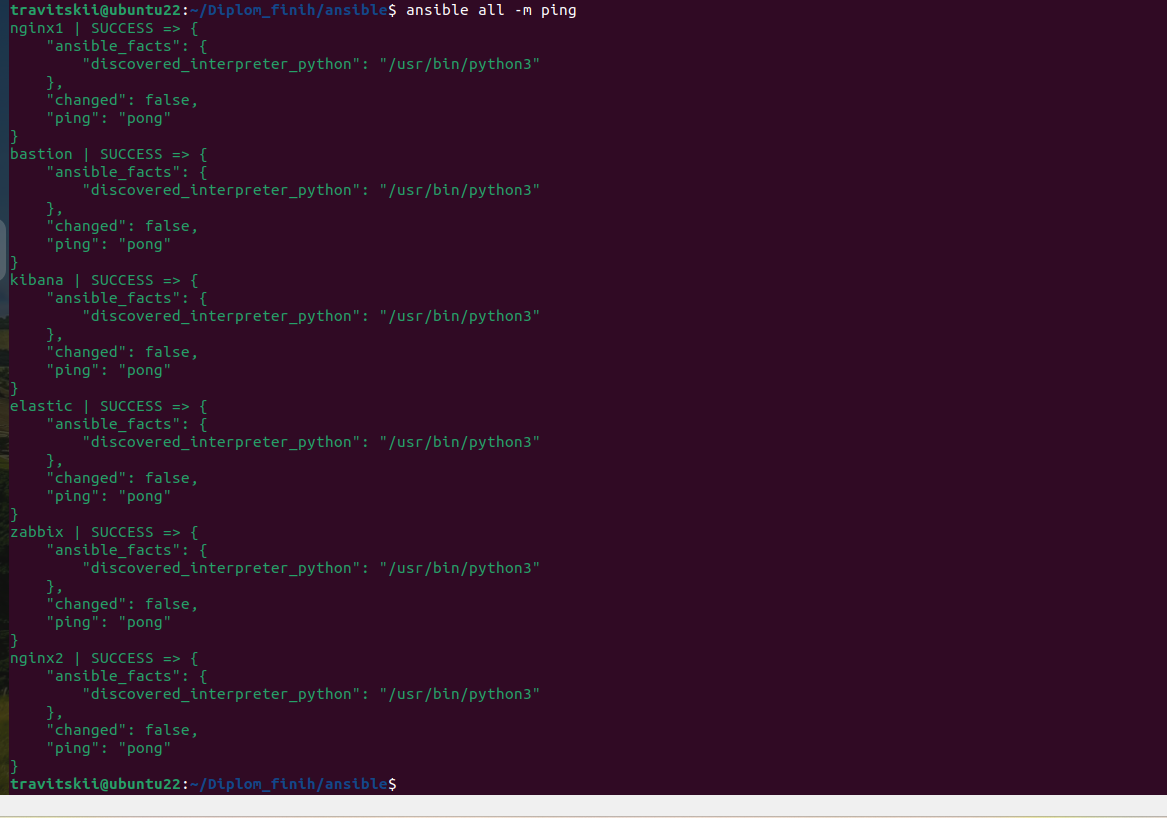 travitskii@ubuntu22:~/Diplom_finih/ansible$ ansible all -m ping
nginx1 | SUCCESS => {
    "ansible_facts": {
        "discovered_interpreter_python": "/usr/bin/python3"
    },
    "changed": false,
    "ping": "pong"
}
bastion | SUCCESS => {
    "ansible_facts": {
        "discovered_interpreter_python": "/usr/bin/python3"
    },
    "changed": false,
    "ping": "pong"
}
kibana | SUCCESS => {
    "ansible_facts": {
        "discovered_interpreter_python": "/usr/bin/python3"
    },
    "changed": false,
    "ping": "pong"
}
elastic | SUCCESS => {
    "ansible_facts": {
        "discovered_interpreter_python": "/usr/bin/python3"
    },
    "changed": false,
    "ping": "pong"
}
zabbix | SUCCESS => {
    "ansible_facts": {
        "discovered_interpreter_python": "/usr/bin/python3"
    },
    "changed": false,
    "ping": "pong"
}
nginx2 | SUCCESS => {
    "ansible_facts": {
        "discovered_interpreter_python": "/usr/bin/python3"
    },
    "changed": false,
    "ping": "pong"
}
travitskii@ubuntu22:~/Diplom_finih/ansible$